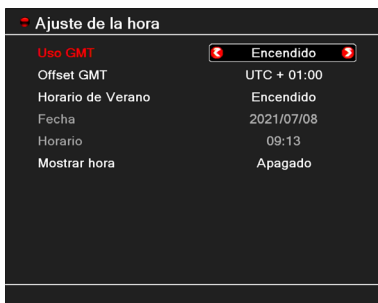 Ajuste de la hora
Uso GMT Encendido
Offset GMT UTC + 01:00
Horario de Verano Encendido
Fecha 2021/07/08
Horario 09:13
Mostrar hora Apagado